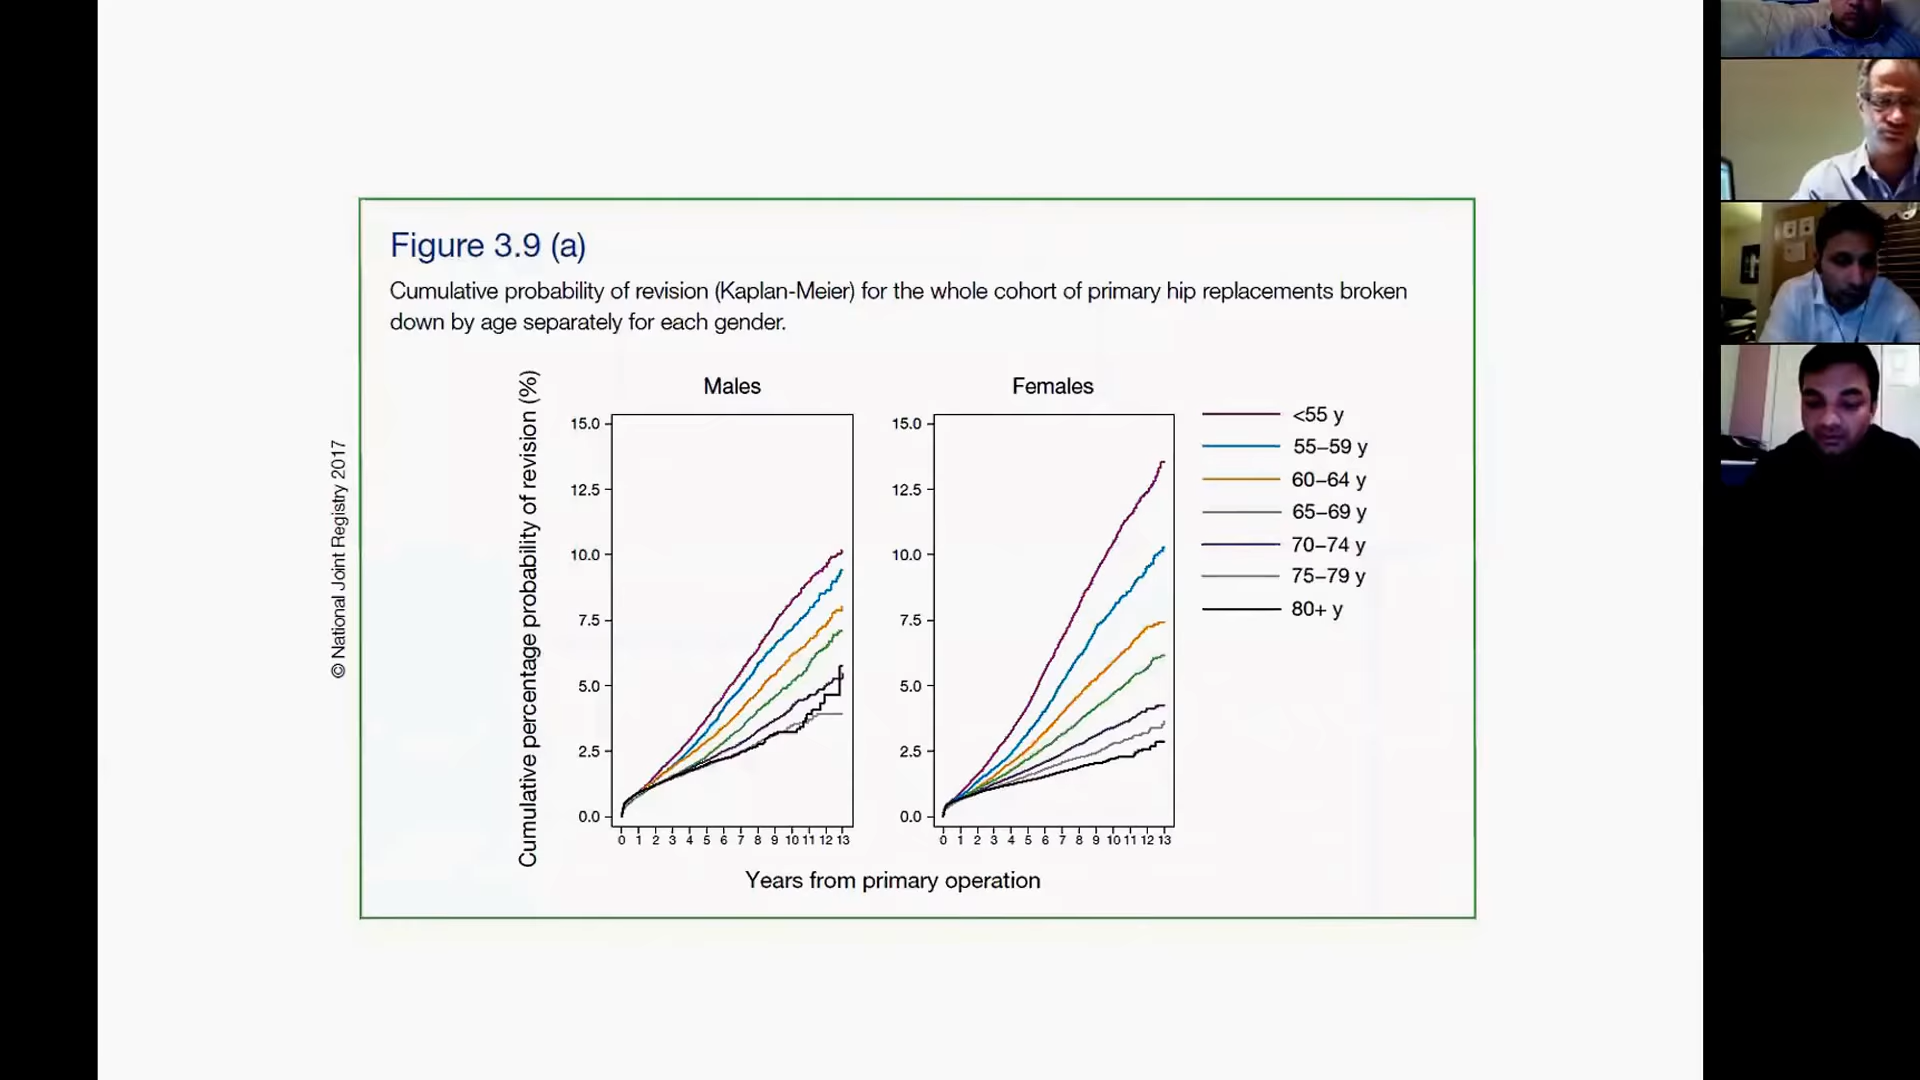 Figure 3.9 (a)
Cumulative probability of revision (Kaplan-Meier) for the whole cohort of primary hip replacements broken
down by age separately for each gender.
© National Joint Registry 2017
Cumulative percentage probability of revision (%)
Males
15.0
12.5
10.0
7.5
5.0
2.5
0.0
0 1 2 3 4 5 6 7 8 9 10 11 12 13
Females
15.0
12.5
10.0
7.5
5.0
2.5
0.0
0 1 2 3 4 5 6 7 8 9 10 11 12 13
Years from primary operation
<55 y
55–59 y
60–64 y
65–69 y
70–74 y
75–79 y
80+ y